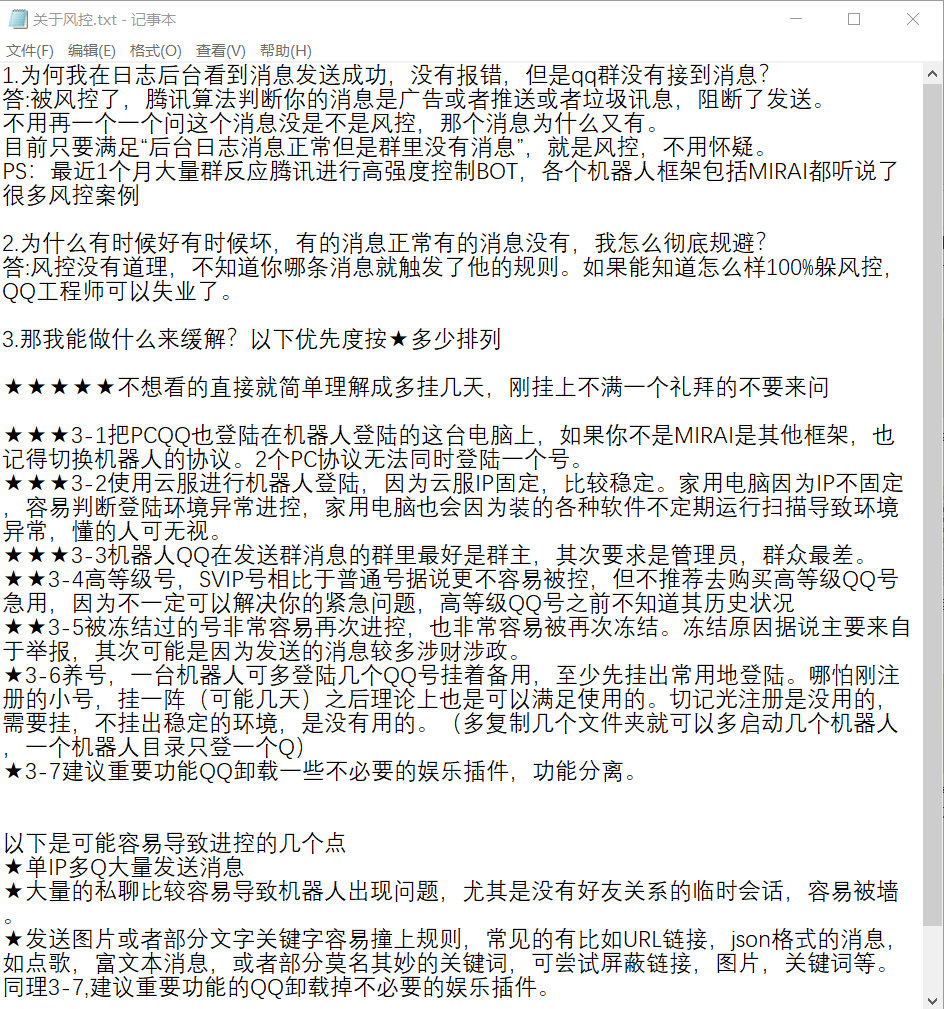 关于风控.txt - 记事本
文件(F) 编辑(E) 格式(O) 查看(V) 帮助(H)
1.为何我在日志后台看到消息发送成功，没有报错，但是qq群没有接到消息？
答:被风控了，腾讯算法判断你的消息是广告或者推送或者垃圾讯息，阻断了发送。
不用再一个一个问这个消息没是不是风控，那个消息为什么又有。
目前只要满足“后台日志消息正常但是群里没有消息”，就是风控，不用怀疑。
PS：最近1个月大量群反应腾讯进行高强度控制BOT，各个机器人框架包括MIRAI都听说了
很多风控案例
2.为什么有时候好有时候坏，有的消息正常有的消息没有，我怎么彻底规避？
答:风控没有道理，不知道你哪条消息就触发了他的规则。如果能知道怎么样100%躲风控，
QQ工程师可以失业了。
3.那我能做什么来缓解？以下优先度按★多少排列
★★★★★不想看的直接就简单理解成多挂几天，刚挂上不满一个礼拜的不要来问
★★★3-1把PCQQ也登陆在机器人登陆的这台电脑上，如果你不是MIRAI是其他框架，也
记得切换机器人的协议。2个PC协议无法同时登陆一个号。
★★★3-2使用云服进行机器人登陆，因为云服IP固定，比较稳定。家用电脑因为IP不固定
，容易判断登陆环境异常进控，家用电脑也会因为装的各种软件不定期运行扫描导致环境
异常，懂的人可无视。
★★★3-3机器人QQ在发送群消息的群里最好是群主，其次要求是管理员，群众最差。
★★3-4高等级号，SVIP号相比于普通号据说更不容易被控，但不推荐去购买高等级QQ号
急用，因为不一定可以解决你的紧急问题，高等级QQ号之前不知道其历史状况
★★3-5被冻结过的号非常容易再次进控，也非常容易被再次冻结。冻结原因据说主要来自
于举报，其次可能是因为发送的消息较多涉财涉政。
★3-6养号，一台机器人可多登陆几个QQ号挂着备用，至少先挂出常用地登陆。哪怕刚注
册的小号，挂一阵（可能几天）之后理论上也是可以满足使用的。切记光注册是没用的，
需要挂，不挂出稳定的环境，是没有用的。（多复制几个文件夹就可以多启动几个机器人
，一个机器人目录只登一个Q）
★3-7建议重要功能QQ卸载一些不必要的娱乐插件，功能分离。
以下是可能容易导致进控的几个点
★单IP多Q大量发送消息
★大量的私聊比较容易导致机器人出现问题，尤其是没有好友关系的临时会话，容易被墙
。
★发送图片或者部分文字关键字容易撞上规则，常见的有比如URL链接，json格式的消息，
如点歌，富文本消息，或者部分莫名其妙的关键词，可尝试屏蔽链接，图片，关键词等。
同理3-7,建议重要功能的QQ卸载掉不必要的娱乐插件。